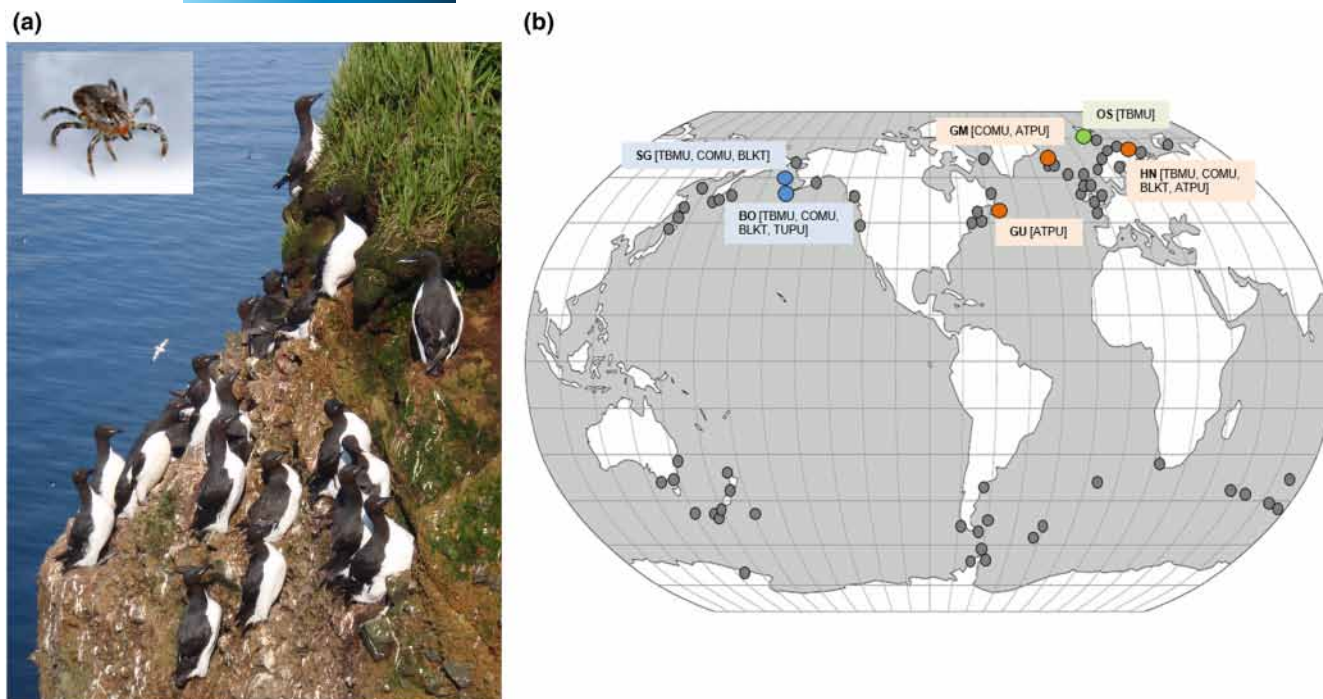 (a)
(b)
OS [TBMU]
GM [COMU, ATPU]
SG [TBMU, COMU, BLKT]
HN [TBMU, COMU,
BLKT, ATPU]
BO [TBMU, COMU,
BLKT, TUPU]
GU [ATPU]